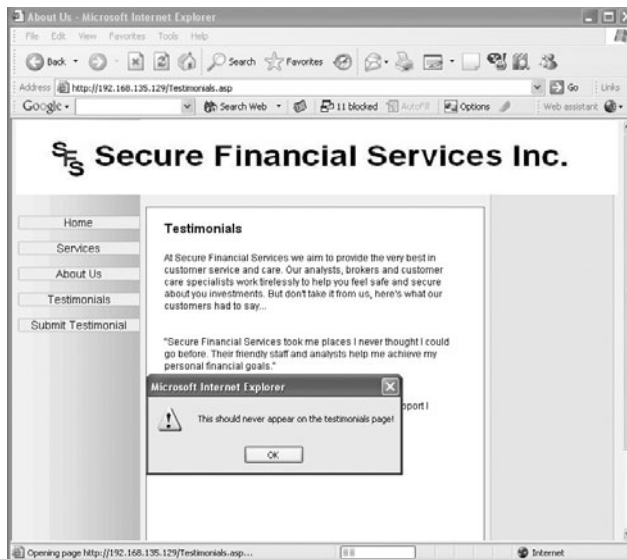 About Us - Microsoft Internet Explorer
File Edit View Favorites Tools Help
Back Search Favorites
Address http://192.168.135.129/Testimonials.asp Go Links
Google Search Web 11 blocked AutoFill Options Web assistant
SFS Secure Financial Services Inc.
Home
Services
About Us
Testimonials
Submit Testimonial
Testimonials
At Secure Financial Services we aim to provide the very best in
customer service and care. Our analysts, brokers and customer
care specialists work tirelessly to help you feel safe and secure
about you investments. But don't take it from us, here's what our
customers had to say...
"Secure Financial Services took me places I never thought I could
go before. Their friendly staff and analysts help me achieve my
personal financial goals."
pport I
Microsoft Internet Explorer
This should never appear on the testimonials page!
OK
Opening page http://192.168.135.129/Testimonials.asp... Internet